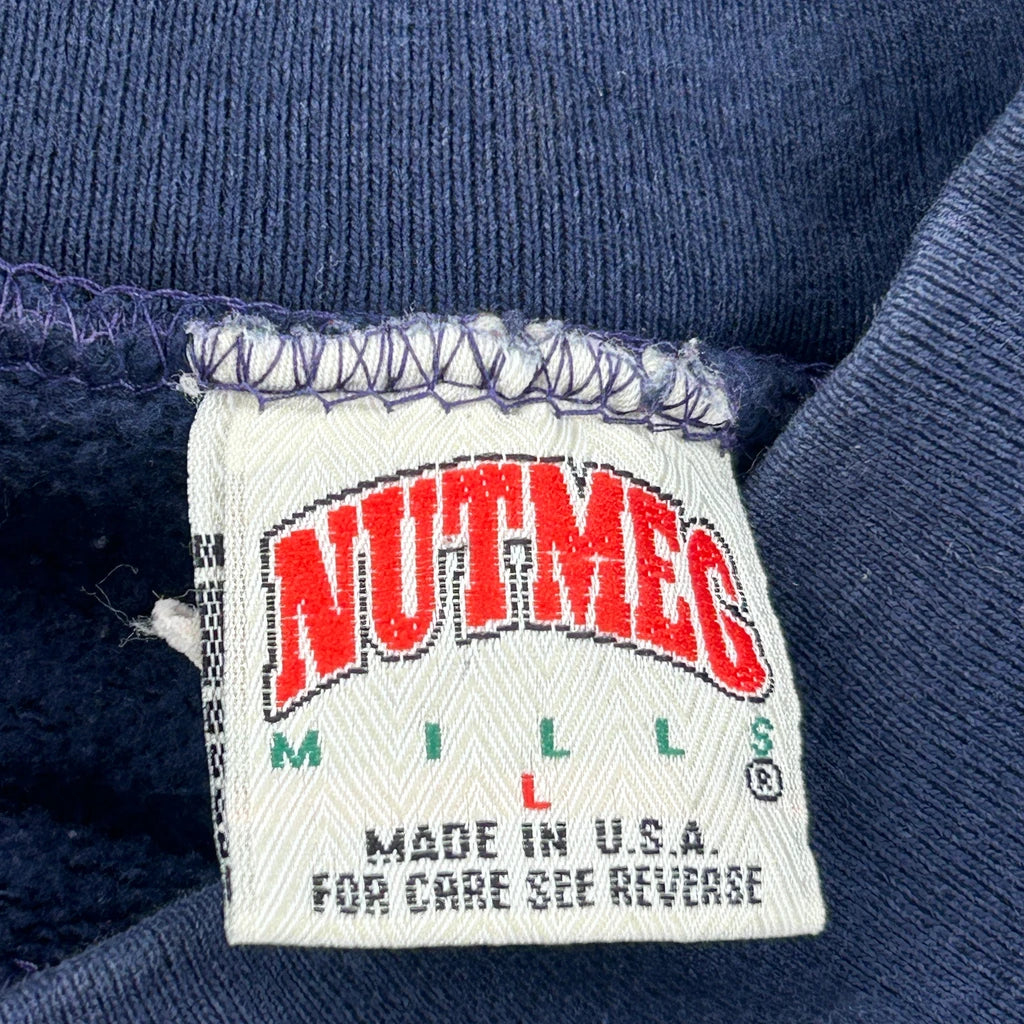 NUTMEG
MILLS®
L
MADE IN U.S.A.
FOR CARE SEE REVERSE